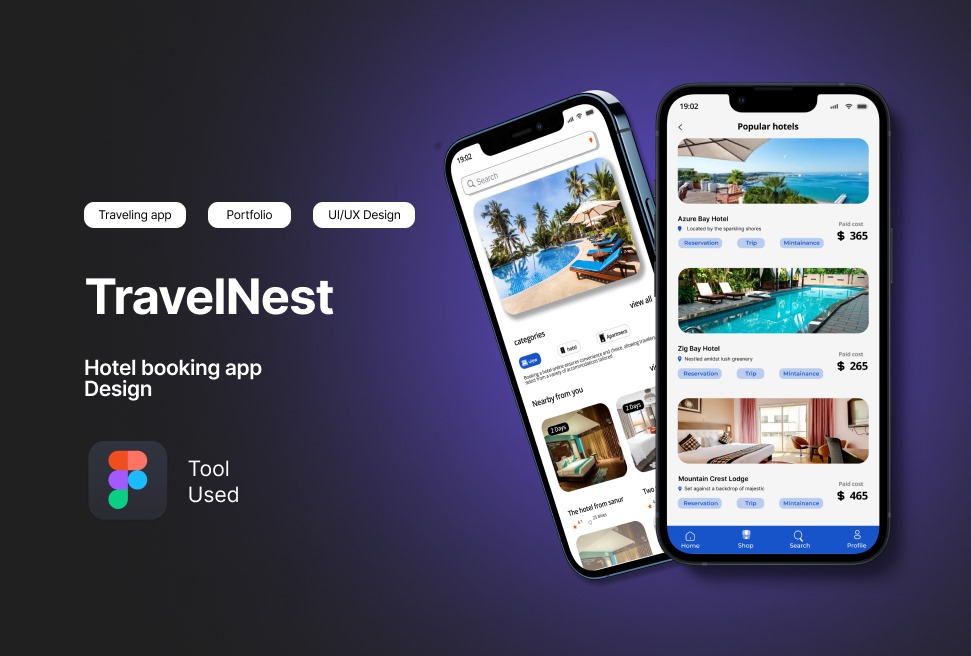 Traveling app
Portfolio
UI/UX Design
TravelNest
Hotel booking app
Design
Tool
Used
19:02
Search
view all
categories
view
hotel
Apartments
Booking a hotel online ensures convenience and choice, allowing travelers
select from a variety of accommodations tailored
Nearby from you
vi
2 Days
2 Days
The hotel from sanur
Two
4.1
19:02
Popular hotels
Azure Bay Hotel
Located by the sparkling shores
Paid cost
$ 365
Reservation
Trip
Mintainance
Zig Bay Hotel
Nestled amidst lush greenery
Paid cost
$ 265
Reservation
Trip
Mintainance
Mountain Crest Lodge
Set against a backdrop of majestic
Paid cost
$ 465
Reservation
Trip
Mintainance
Home
Shop
Search
Profile